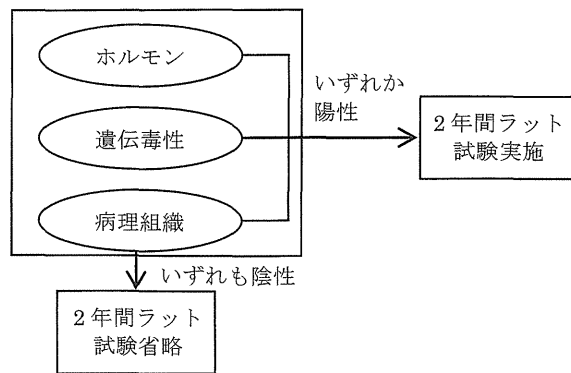 ホルモン
遺伝毒性
病理組織
いずれか
陽性
2年間ラット
試験実施
いずれも陰性
2年間ラット
試験省略